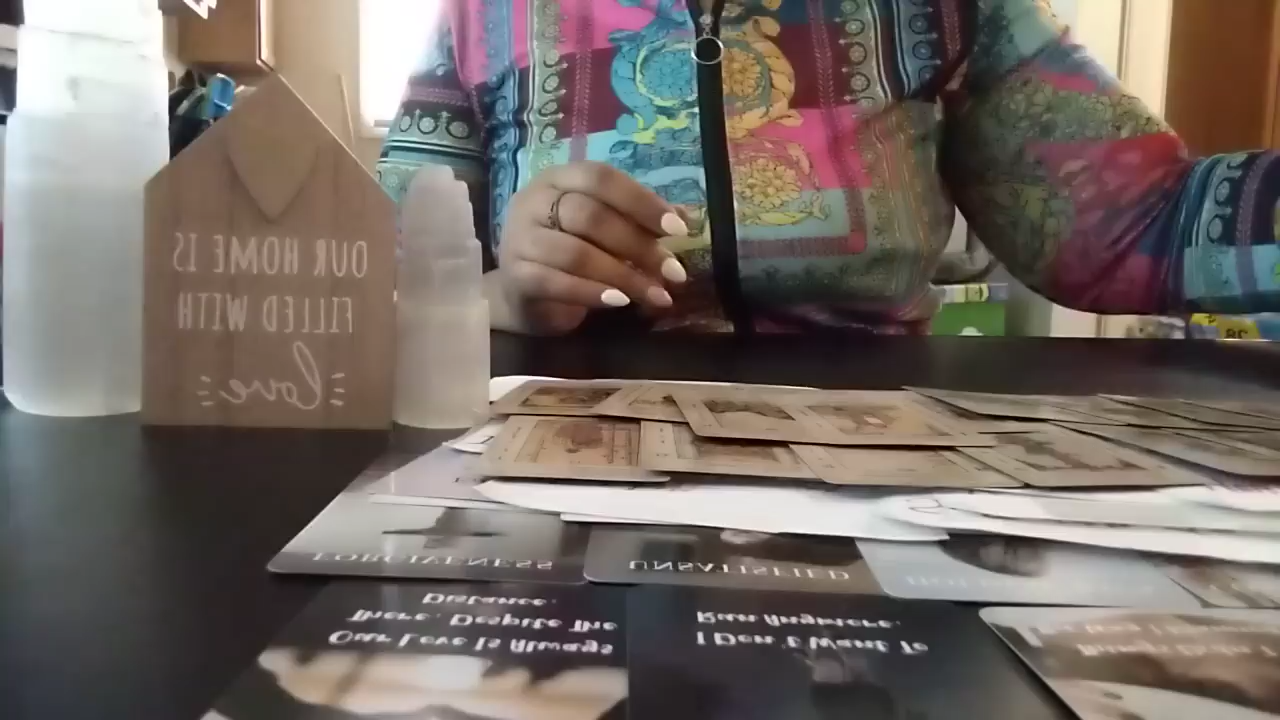 OUR HOME IS
FILLED WITH
love
FORGIVENESS
UNSATISFIED
Our Love Is Always
There, Despite The
Distance.
I Don't Want To
Run Anymore.